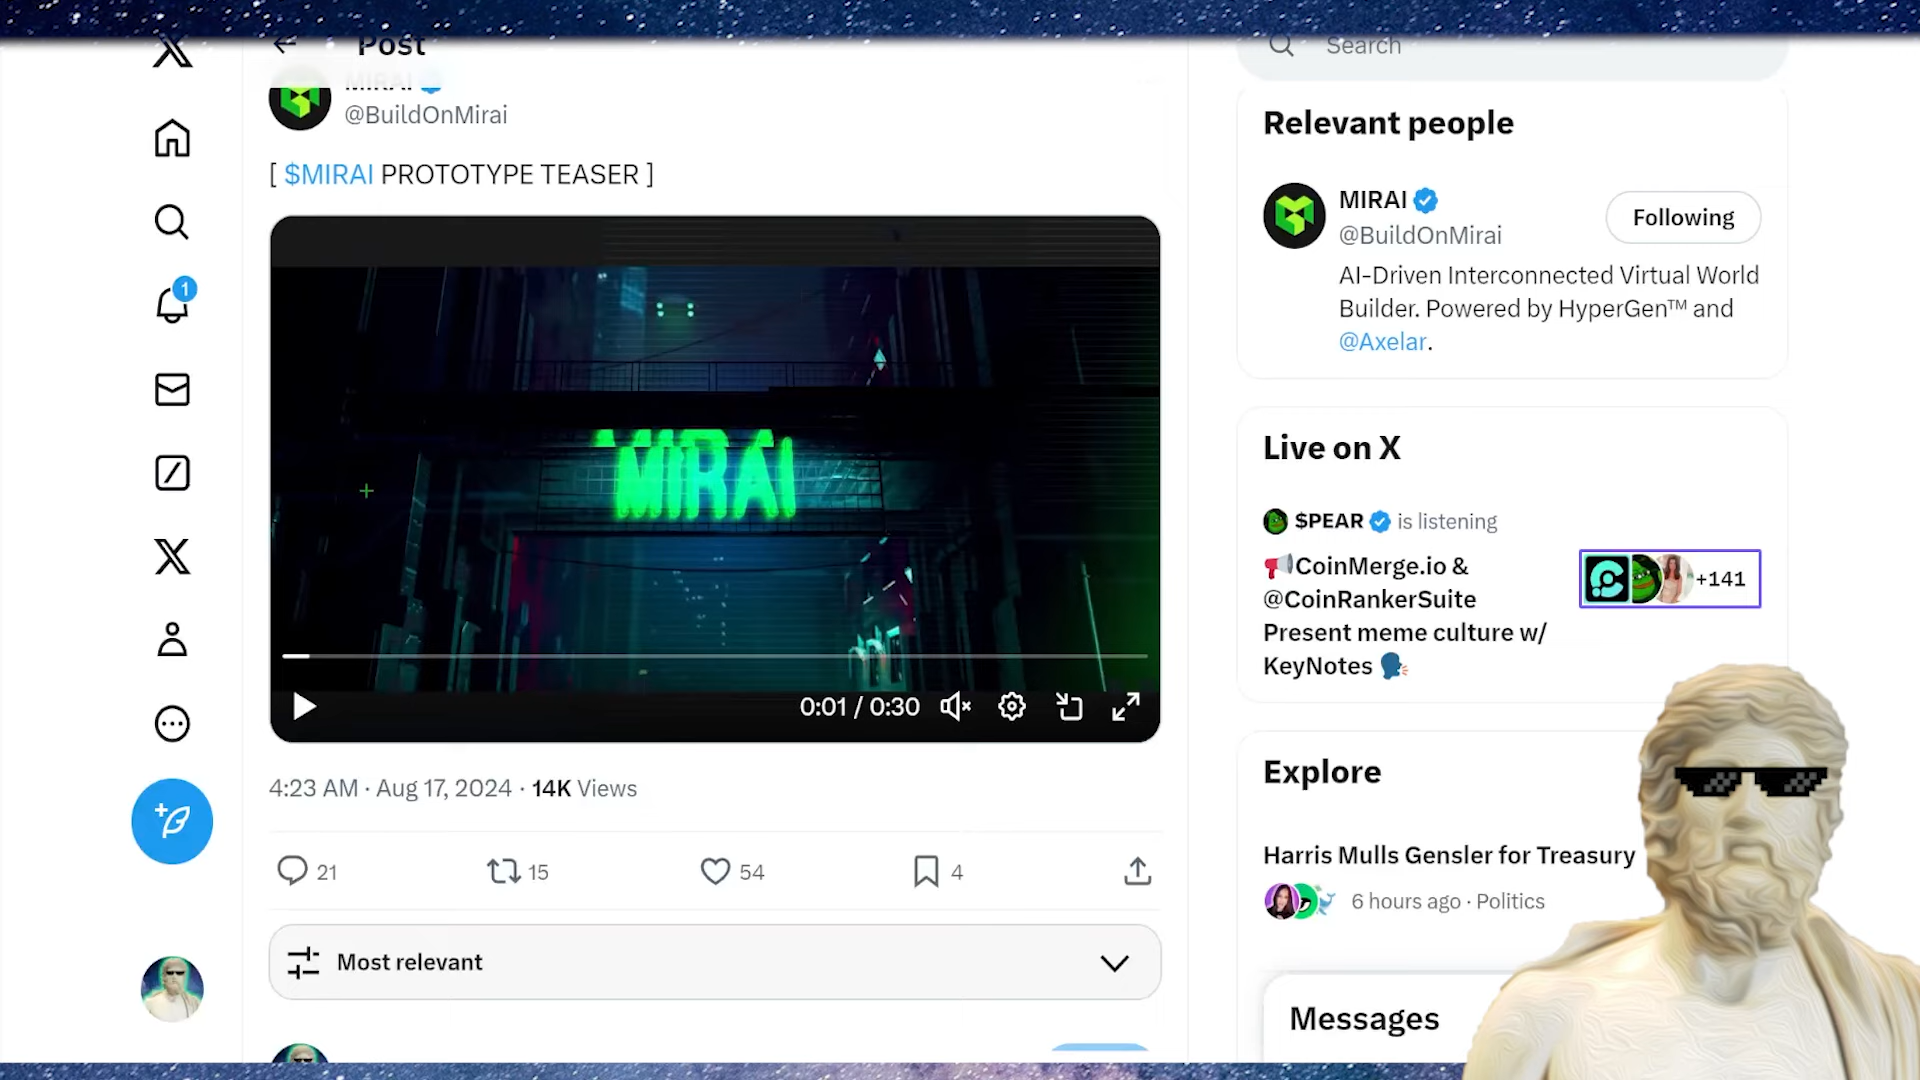 Post
Search
MIRAI
@BuildOnMirai
[ $MIRAI PROTOTYPE TEASER ]
MIRAI
0:01 / 0:30
4:23 AM · Aug 17, 2024 · 14K Views
21
15
54
4
Most relevant
1
Relevant people
MIRAI
@BuildOnMirai
Following
AI-Driven Interconnected Virtual World
Builder. Powered by HyperGen™ and
@Axelar.
Live on X
$PEAR is listening
CoinMerge.io &
@CoinRankerSuite
Present meme culture w/
KeyNotes
+141
Explore
Harris Mulls Gensler for Treasury
6 hours ago · Politics
Messages